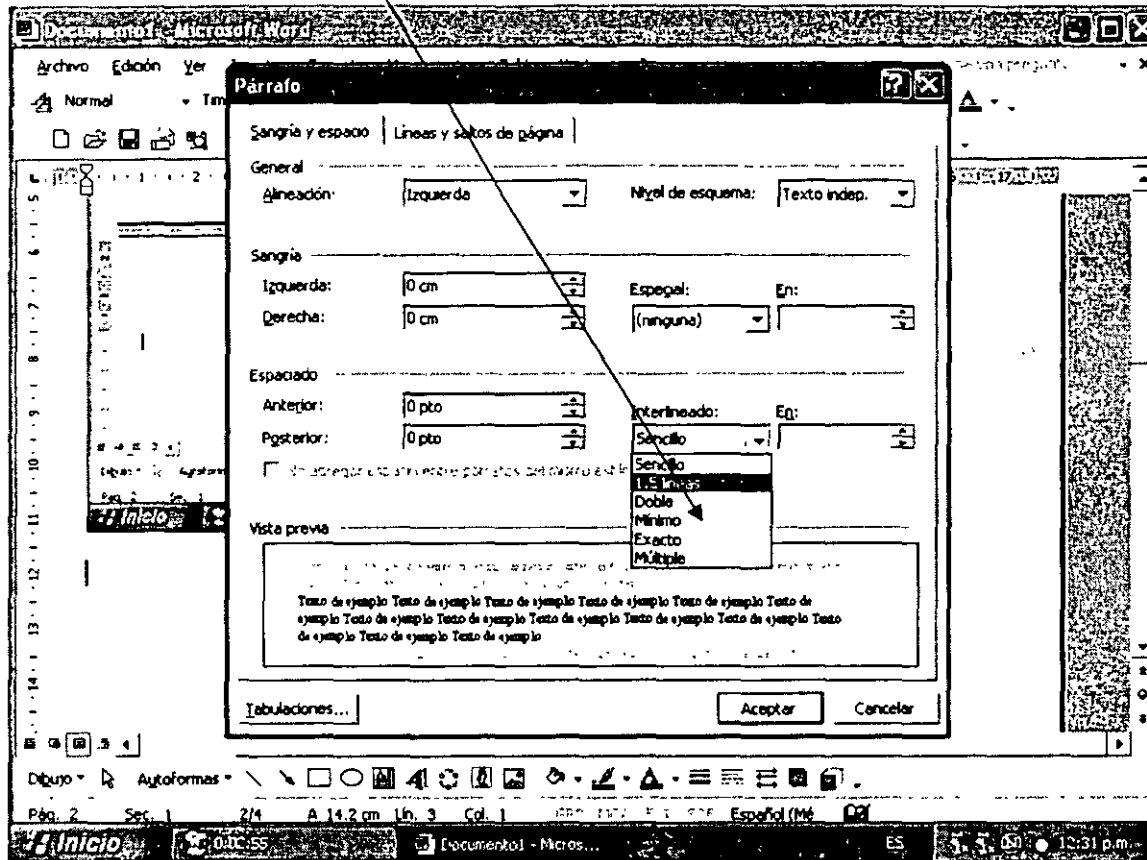 Documento1 - Microsoft Word
Archivo Edición Ver
Párrafo
Normal
Sangría y espacio Líneas y saltos de página
General
Alineación: Izquierda Nivel de esquema: Texto indep.
Sangría
Izquierda: 0 cm Especial: En:
Derecha: 0 cm (ninguna)
Espaciado
Anterior: 0 pto Interlineado: En:
Posterior: 0 pto Sencillo
Sencillo
1.5 líneas
Doble
Mínimo
Exacto
Múltiple
Vista previa
Texto de ejemplo Texto de ejemplo Texto de ejemplo Texto de ejemplo Texto de ejemplo Texto de
ejemplo Texto de ejemplo Texto de ejemplo Texto de ejemplo Texto de ejemplo Texto de ejemplo Texto
de ejemplo Texto de ejemplo Texto de ejemplo
Tabulaciones... Aceptar Cancelar
Inicio
Dibujo Autoformas
Pág. 2 Sec. 1 2/4 A 14.2 cm Lín. 3 Col. 1 Español (Mé
Inicio Documento1 - Micros... ES 12:31 p.m.